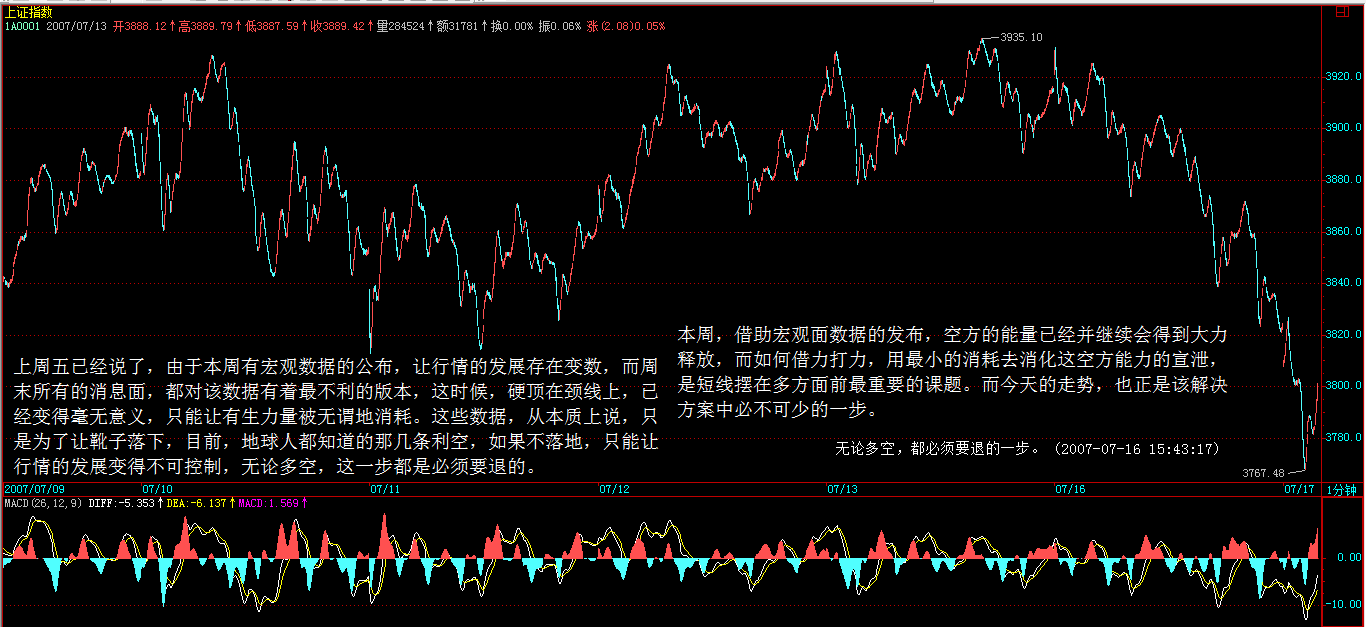 上证指数
1A0001 2007/07/13 开3888.12↑高3889.79↑低3887.59↑收3889.42↑量284524↑额31781↑换0.00% 振0.06% 涨(2.08)0.05%
3935.10
3920.0
3900.0
3880.0
3860.0
3840.0
3820.0
3800.0
3780.0
本周，借助宏观面数据的发布，空方的能量已经并继续会得到大力
释放，而如何借力打力，用最小的消耗去消化这空方能力的宣泄，
是短线摆在多方面前最重要的课题。而今天的走势，也正是该解决
方案中必不可少的一步。
上周五已经说了，由于本周有宏观数据的公布，让行情的发展存在变数，而周
末所有的消息面，都对该数据有着最不利的版本，这时候，硬顶在颈线上，已
经变得毫无意义，只能让有生力量被无谓地消耗。这些数据，从本质上说，只
是为了让靴子落下，目前，地球人都知道的那几条利空，如果不落地，只能让
行情的发展变得不可控制，无论多空，这一步都是必须要退的。
无论多空，都必须要退的一步。（2007-07-16 15:43:17）
3767.48
2007/07/09 07/10 07/11 07/12 07/13 07/16 07/17 1分钟
MACD(26,12,9) DIFF:-5.353↑DEA:-6.137↑MACD:1.569↑
0.00
-10.00